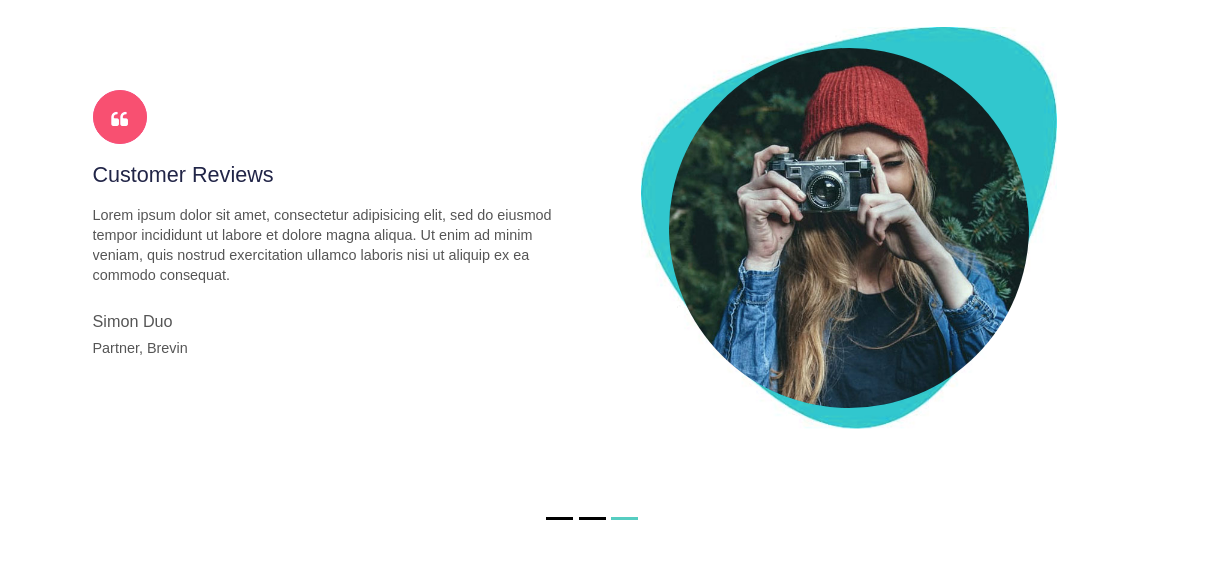 Customer Reviews
Lorem ipsum dolor sit amet, consectetur adipisicing elit, sed do eiusmod
tempor incididunt ut labore et dolore magna aliqua. Ut enim ad minim
veniam, quis nostrud exercitation ullamco laboris nisi ut aliquip ex ea
commodo consequat.
Simon Duo
Partner, Brevin